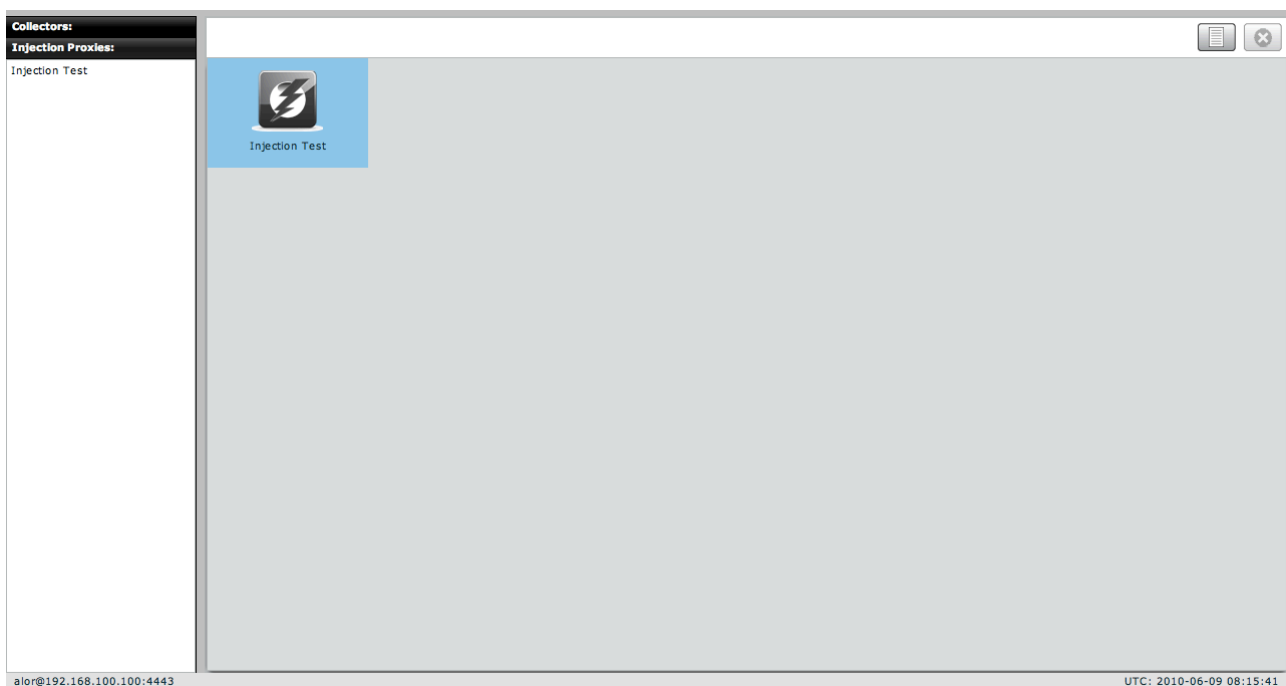 Collectors:
Injection Proxies:
Injection Test
Injection Test
alor@192.168.100.100:4443
UTC: 2010-06-09 08:15:41